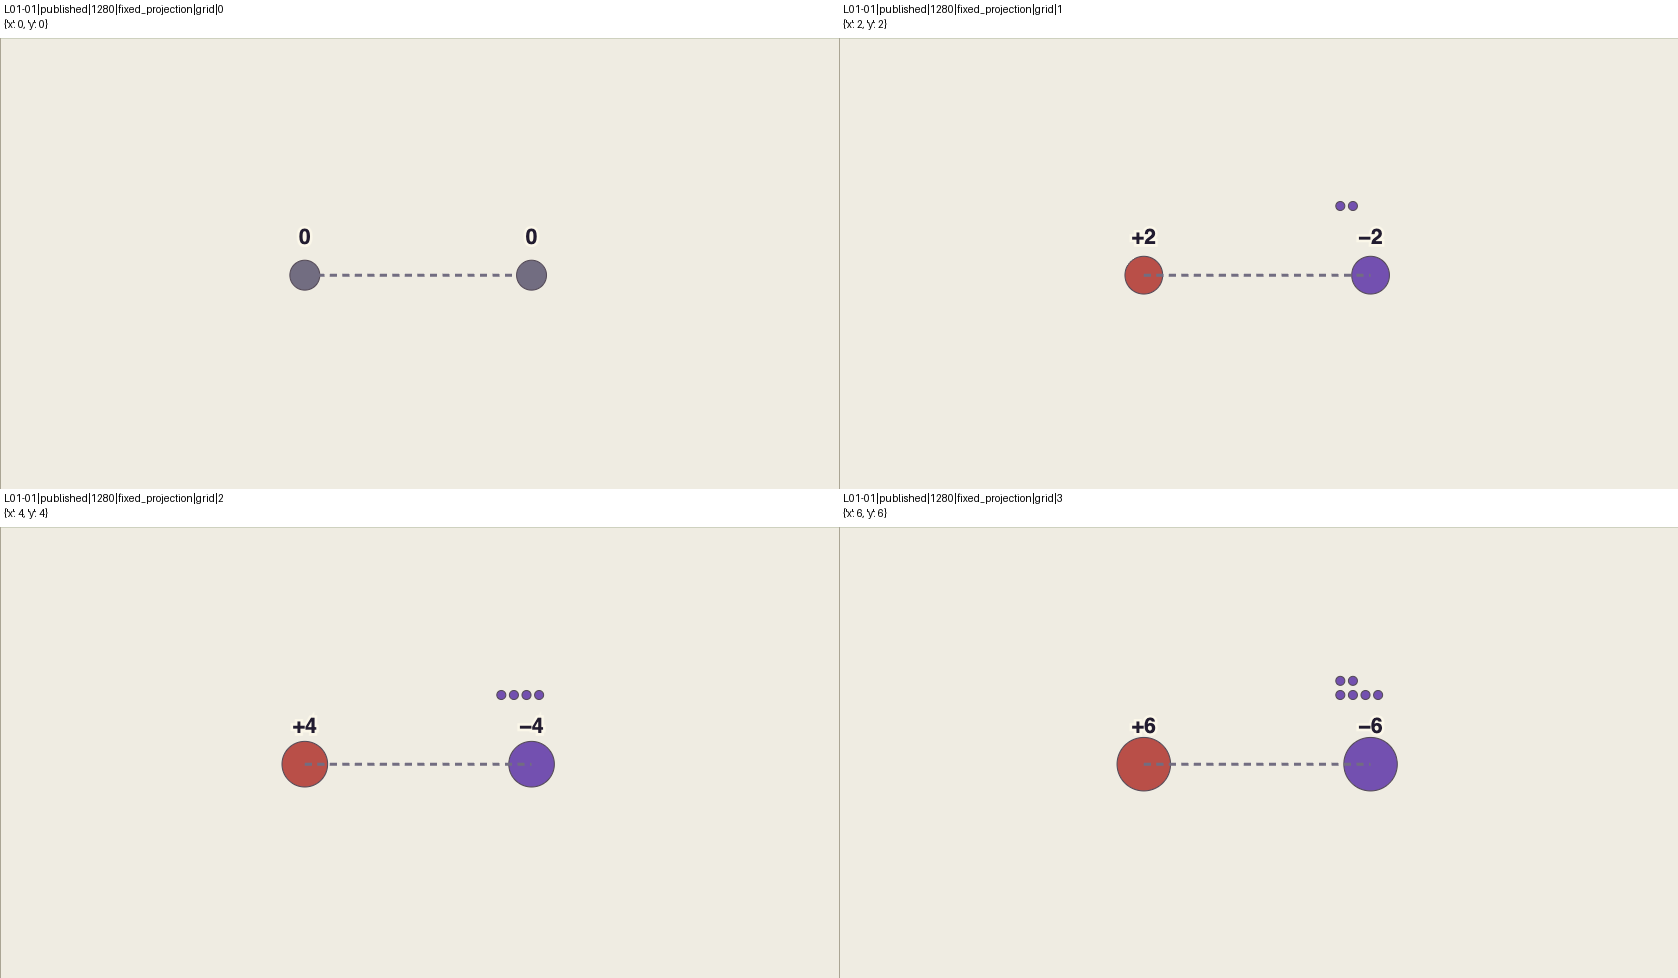 L01-01|published|1280|fixed_projection|grid|0
{'x': 0, 'y': 0}
0 0
L01-01|published|1280|fixed_projection|grid|1
{'x': 2, 'y': 2}
+2 −2
L01-01|published|1280|fixed_projection|grid|2
{'x': 4, 'y': 4}
+4 −4
L01-01|published|1280|fixed_projection|grid|3
{'x': 6, 'y': 6}
+6 −6